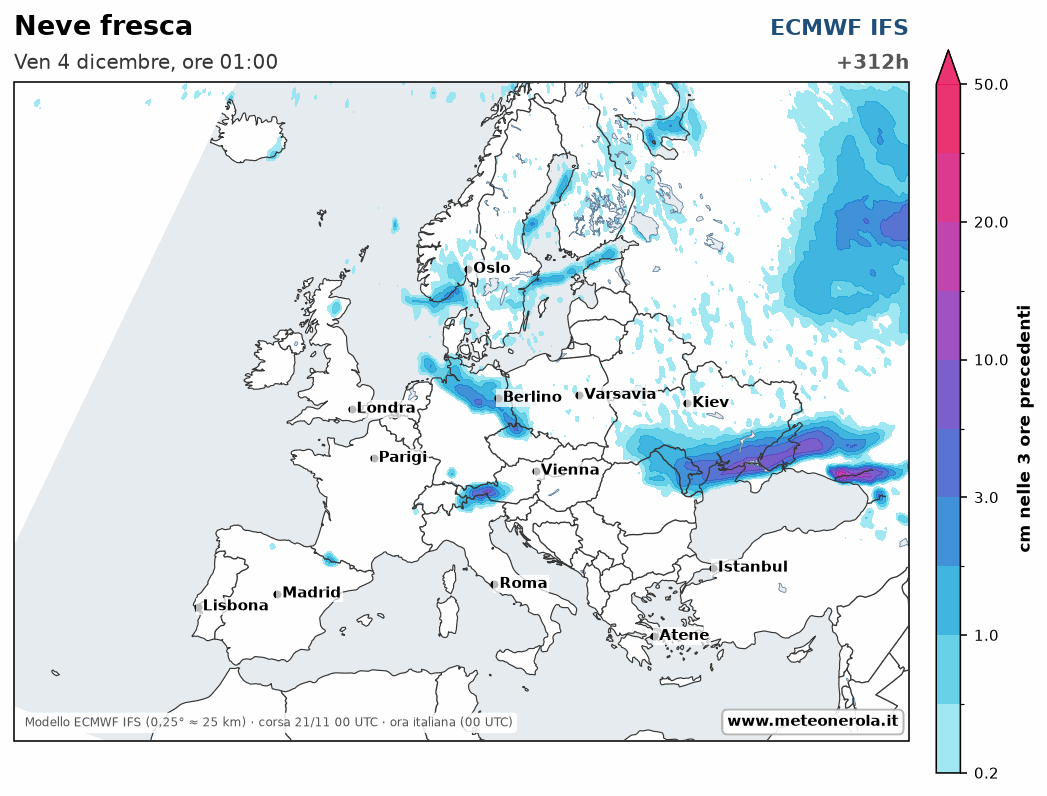 Neve fresca
ECMWF IFS
Ven 4 dicembre, ore 01:00
+312h
50.0
20.0
10.0
3.0
1.0
0.2
cm nelle 3 ore precedenti
Oslo
Berlino
Varsavia
Kiev
Londra
Parigi
Vienna
Istanbul
Roma
Madrid
Lisbona
Atene
Modello ECMWF IFS (0,25° ≈ 25 km) · corsa 21/11 00 UTC · ora italiana (00 UTC)
www.meteonerola.it